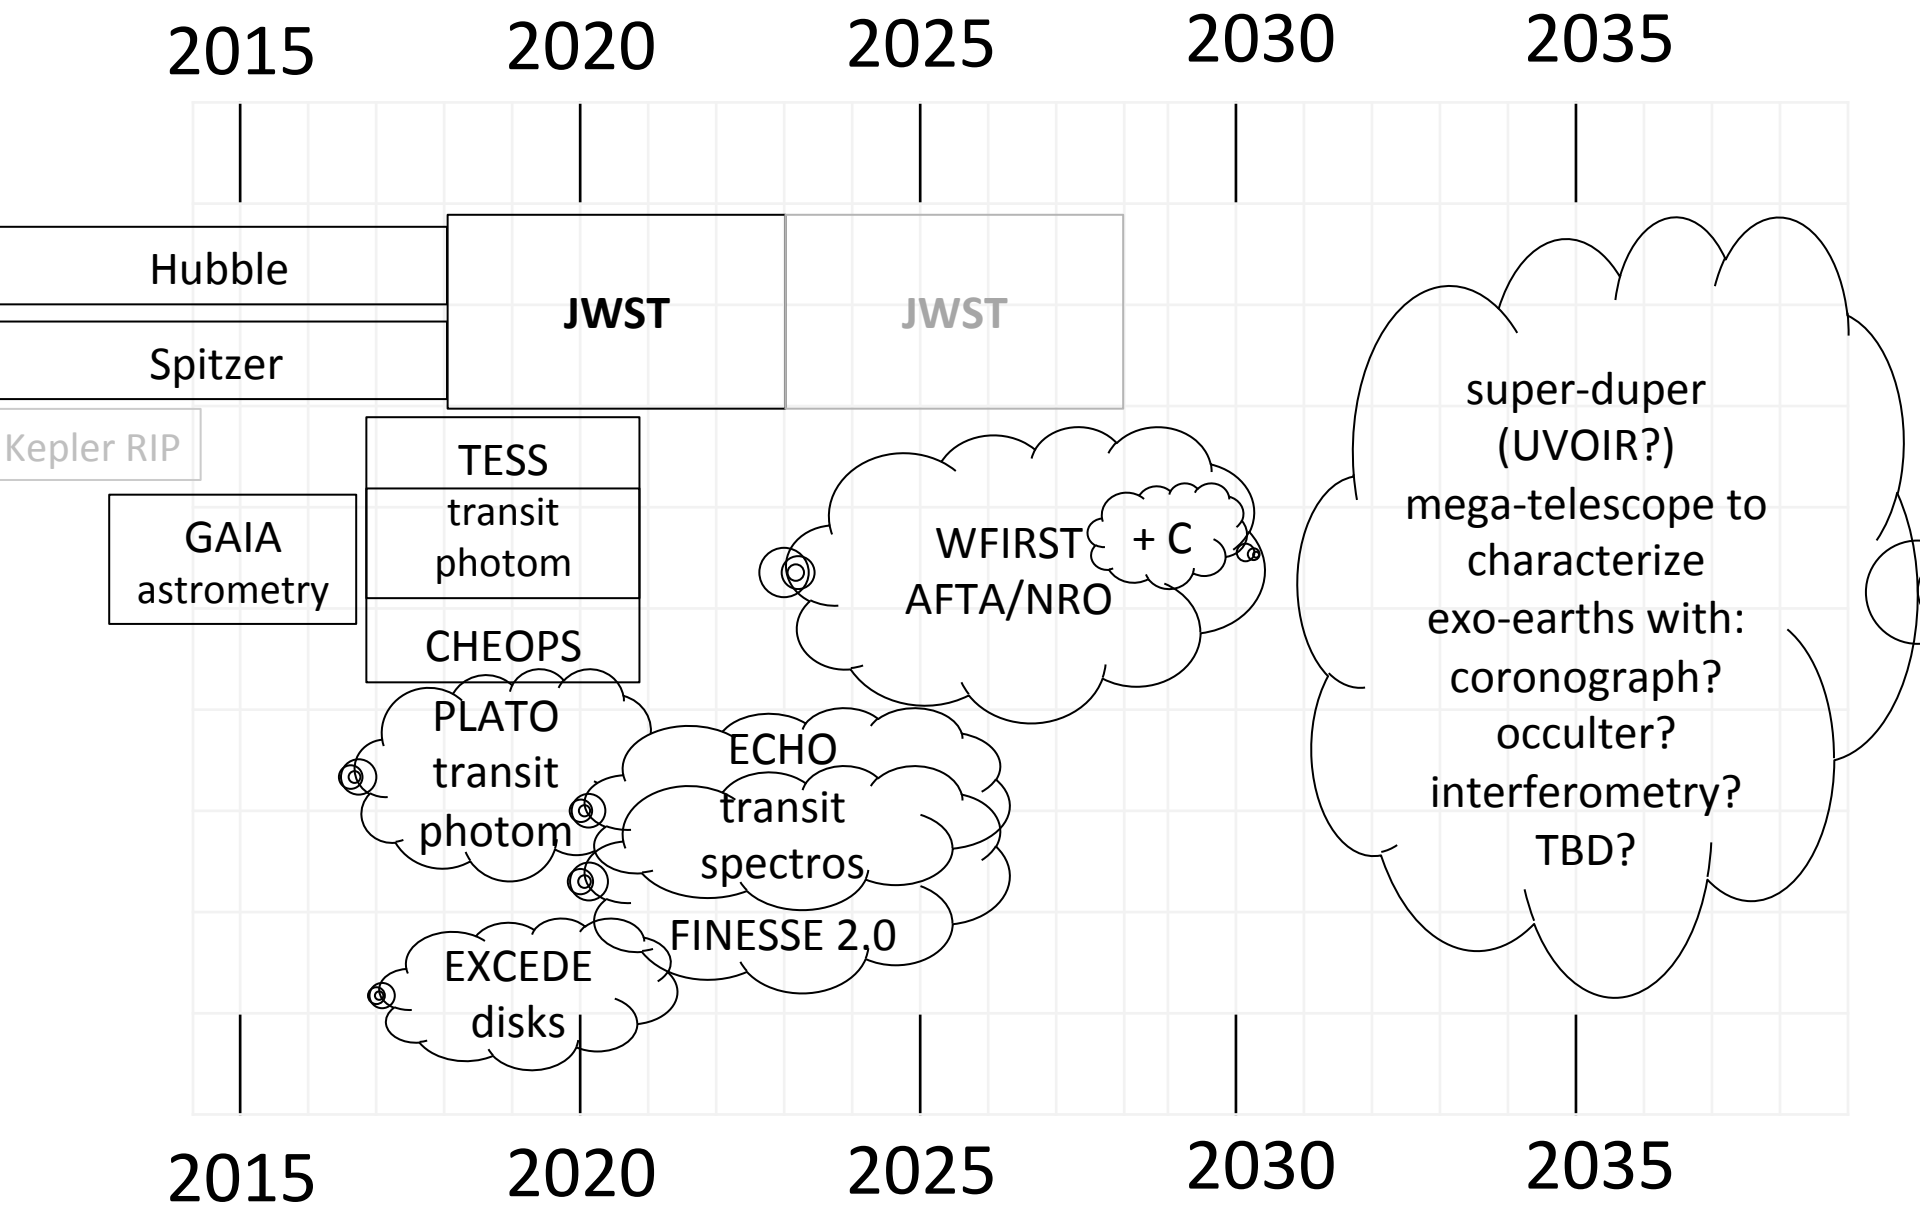 2015 2020 2025 2030 2035
Hubble
JWST JWST
Spitzer
Kepler RIP
TESS
transit
photom
CHEOPS
GAIA
astrometry
WFIRST + C
AFTA/NRO
PLATO
transit
photom
ECHO
transit
spectros
FINESSE 2.0
EXCEDE
disks
super-duper
(UVOIR?)
mega-telescope to
characterize
exo-earths with:
coronograph?
occulter?
interferometry?
TBD?
2015 2020 2025 2030 2035